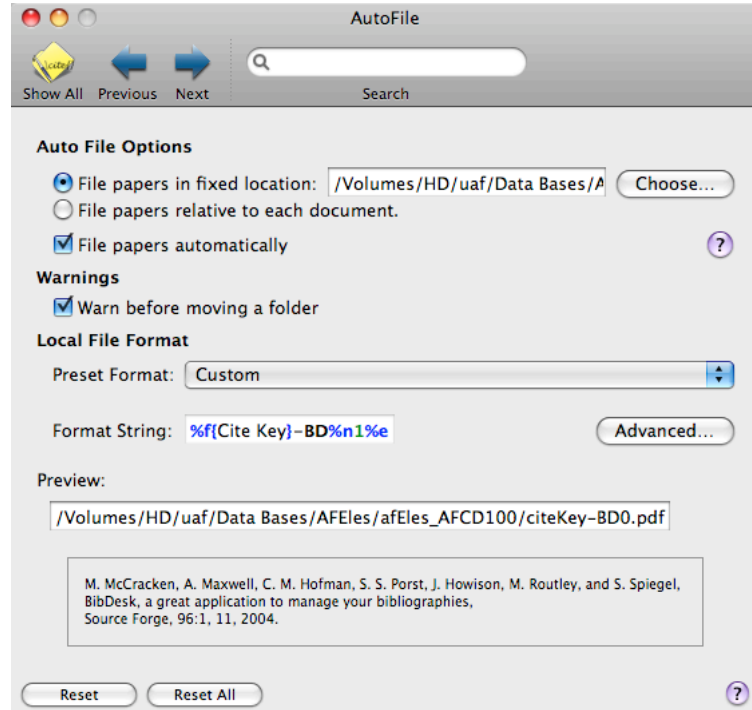 AutoFile
cite!
Show All Previous Next Search
Auto File Options
File papers in fixed location: /Volumes/HD/uaf/Data Bases/A Choose...
File papers relative to each document.
File papers automatically ?
Warnings
Warn before moving a folder
Local File Format
Preset Format: Custom
Format String: %f{Cite Key}-BD%n1%e Advanced...
Preview:
/Volumes/HD/uaf/Data Bases/AFEles/afEles_AFCD100/citeKey-BD0.pdf
M. McCracken, A. Maxwell, C. M. Hofman, S. S. Porst, J. Howison, M. Routley, and S. Spiegel,
BibDesk, a great application to manage your bibliographies,
Source Forge, 96:1, 11, 2004.
Reset Reset All ?